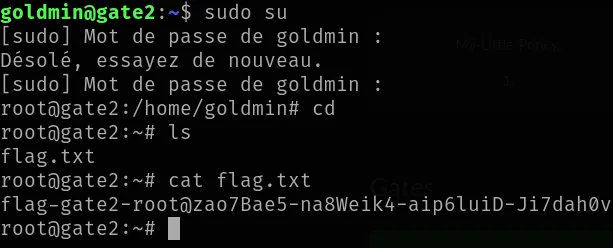 goldmin@gate2:~$ sudo su
[sudo] Mot de passe de goldmin :
Désolé, essayez de nouveau.
[sudo] Mot de passe de goldmin :
root@gate2:/home/goldmin# cd
root@gate2:~# ls
flag.txt
root@gate2:~# cat flag.txt
flag-gate2-root@zao7Bae5-na8Weik4-aip6luiD-Ji7dah0v
root@gate2:~#
Gates